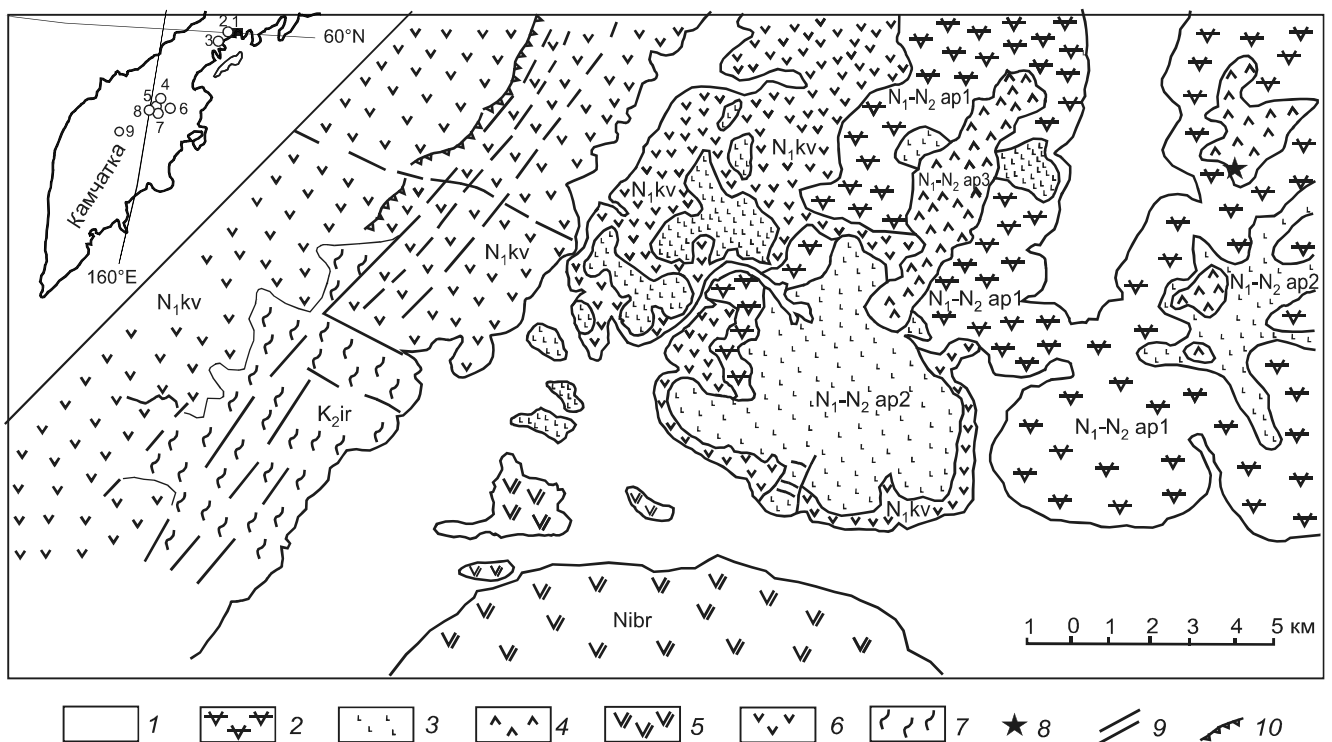 2 1
3
60°N
4
5
8
6
7
9
Камчатка
160°E
N₁-N₂ ap1
N₁kv
N₁-N₂ ap3
N₁kv
N₁kv
N₁-N₂ ap2
N₁kv
N₁-N₂ ap1
K₂ir
N₁-N₂ ap2
N₁-N₂ ap1
N₁kv
Nibr
1 0 1 2 3 4 5 км
1 2 3 4 5 6 7 8 9 10